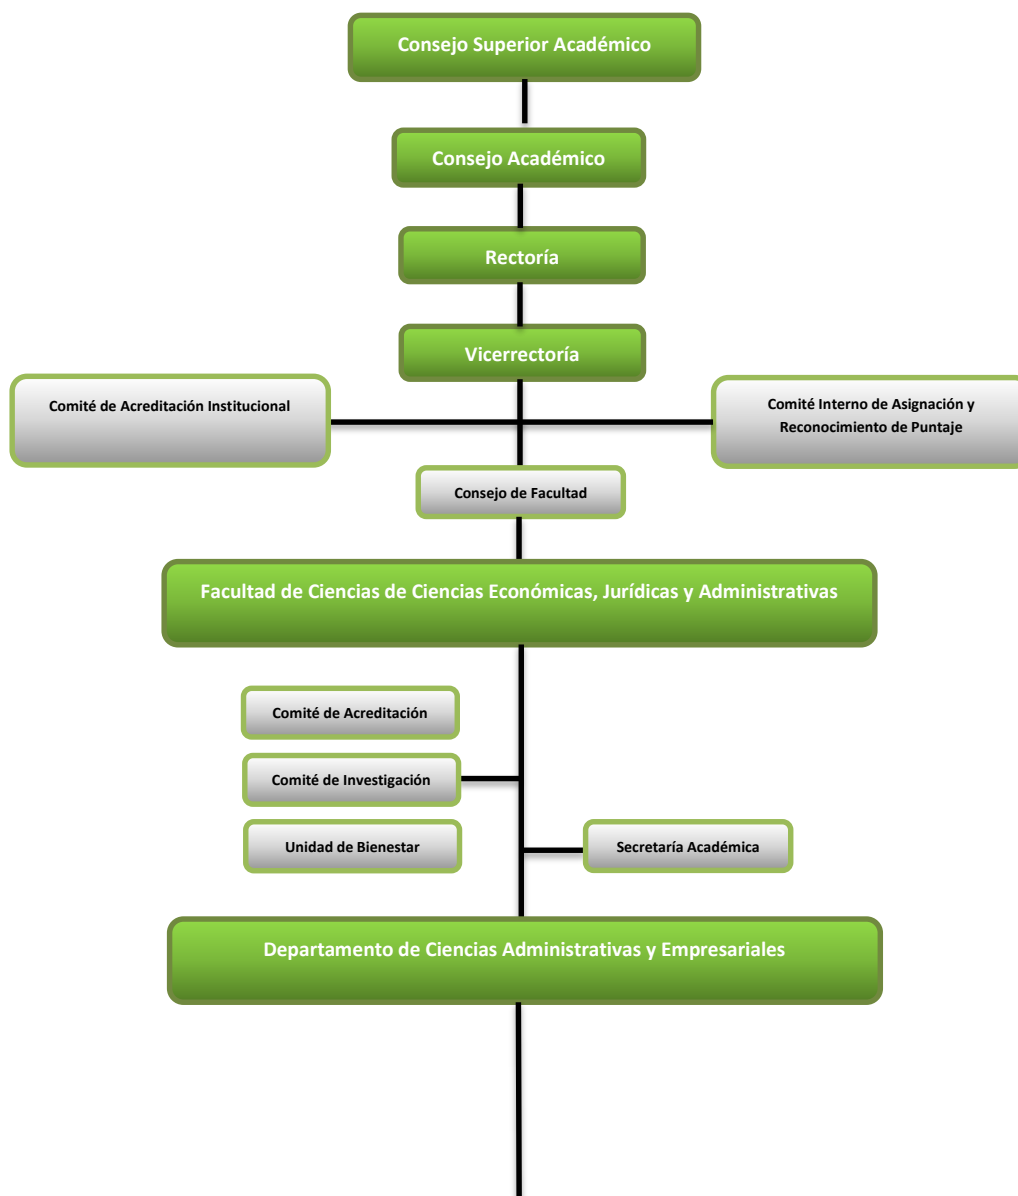 Consejo Superior Académico
Consejo Académico
Rectoría
Vicerrectoría
Comité de Acreditación Institucional
Comité Interno de Asignación y
Reconocimiento de Puntaje
Consejo de Facultad
Facultad de Ciencias de Ciencias Económicas, Jurídicas y Administrativas
Comité de Acreditación
Comité de Investigación
Unidad de Bienestar
Secretaría Académica
Departamento de Ciencias Administrativas y Empresariales